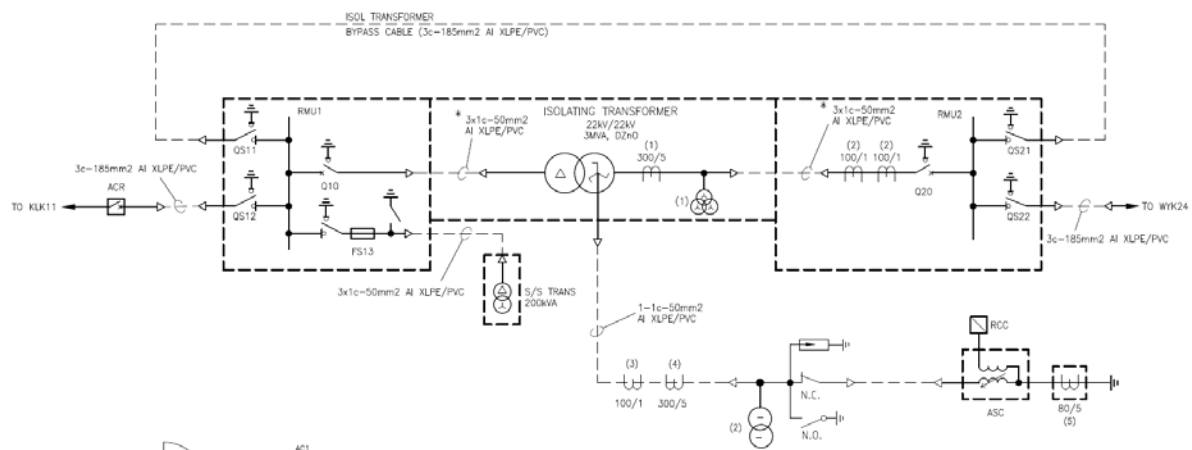 ISOL TRANSFORMER
BYPASS CABLE (3c-185mm2 Al XLPE/PVC)
RMU1
ISOLATING TRANSFORMER
22kV/22kV
3MVA, DZn0
* 3x1c-50mm2
Al XLPE/PVC
* 3x1c-50mm2
Al XLPE/PVC
RMU2
QS11
QS21
(1)
300/5
(2)
100/1
(2)
100/1
3c-185mm2 Al XLPE/PVC
Q10
Q20
ACR
TO KLK11
QS12
(1)
QS22
TO WYK24
FS13
3c-185mm2 Al XLPE/PVC
3x1c-50mm2 Al XLPE/PVC
S/S TRANS
200kVA
1-1c-50mm2
Al XLPE/PVC
RCC
(3)
100/1
(4)
300/5
N.C.
(2)
N.O.
ASC
80/5
(5)
AC1